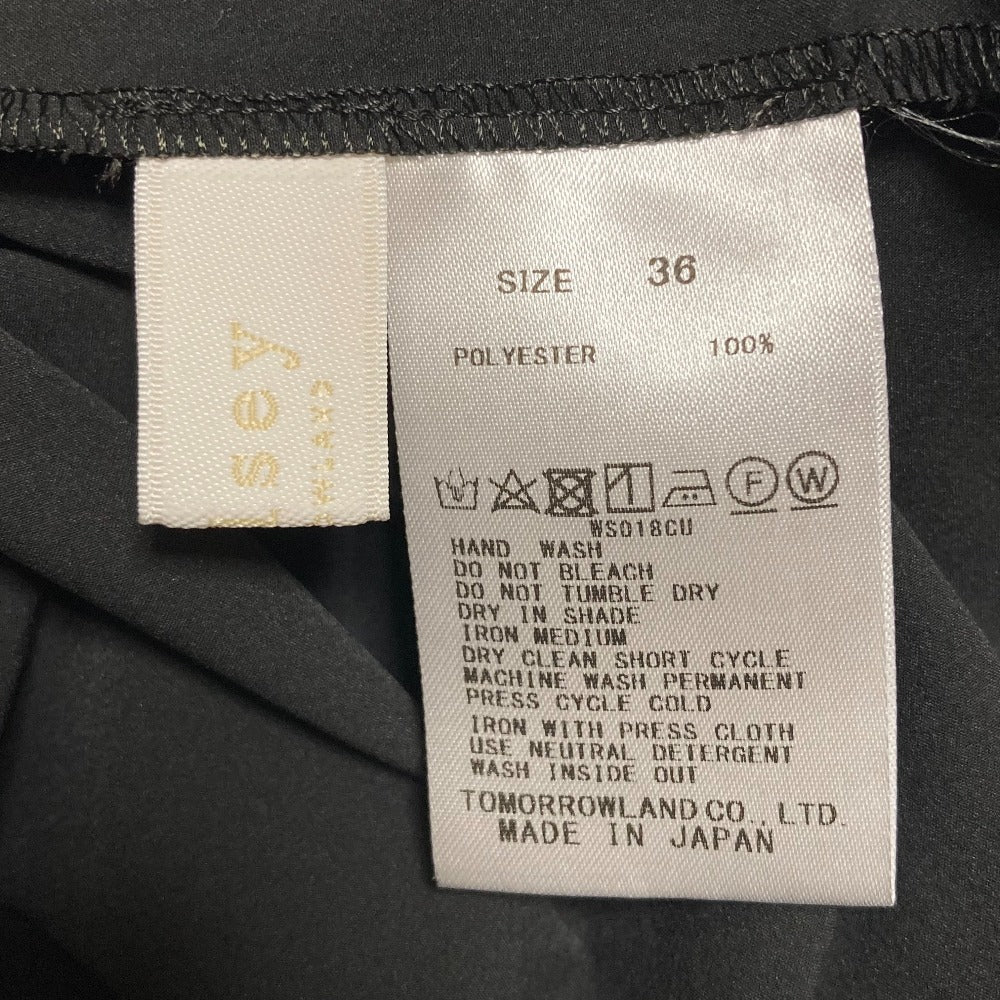 sey
SIZE 36
POLYESTER 100%
F W
WS018CU
HAND WASH
DO NOT BLEACH
DO NOT TUMBLE DRY
DRY IN SHADE
IRON MEDIUM
DRY CLEAN SHORT CYCLE
MACHINE WASH PERMANENT
PRESS CYCLE COLD
IRON WITH PRESS CLOTH
USE NEUTRAL DETERGENT
WASH INSIDE OUT
TOMORROWLAND CO., LTD.
MADE IN JAPAN